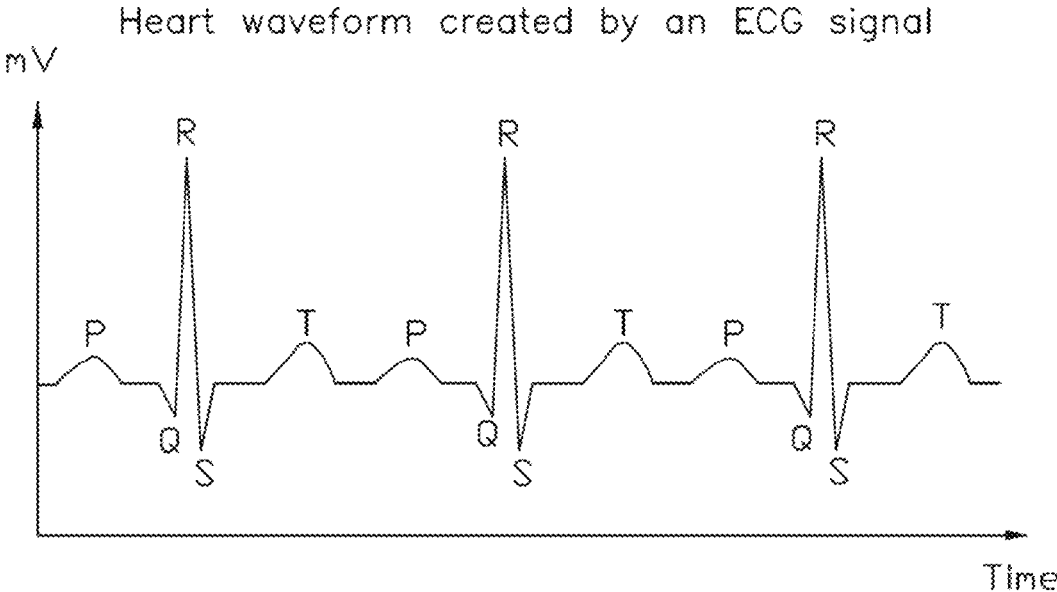 Heart waveform created by an ECG signal
mV
R R R
P T P T P T
Q Q Q
S S S
Time